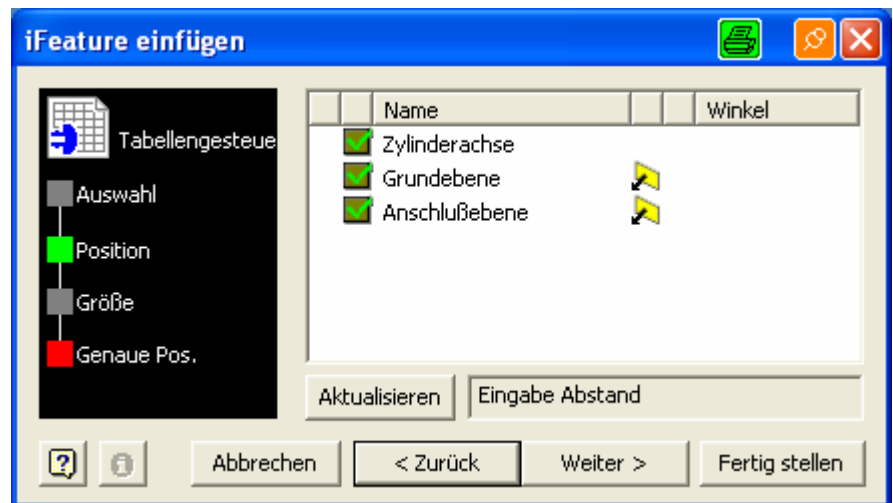 iFeature einfügen
Tabellengesteue
Auswahl
Position
Größe
Genaue Pos.
Name Winkel
Zylinderachse
Grundebene
Anschlußebene
Aktualisieren Eingabe Abstand
Abbrechen < Zurück Weiter > Fertig stellen